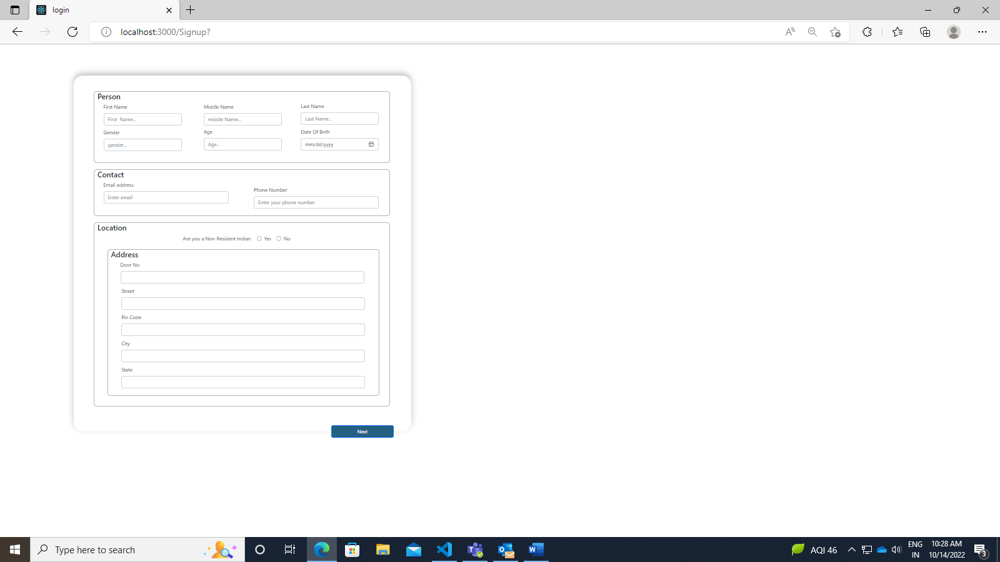 login
localhost:3000/Signup?
Person
First Name Middle Name Last Name
First Name... middle Name... Last Name...
Gender Age Date Of Birth
gender... Age... mm/dd/yyyy
Contact
Email address Phone Number
Enter email Enter your phone number
Location
Are you a Non-Resident Indian Yes No
Address
Door No
Street
Pin Code
City
State
Next
Type here to search
AQI 46
ENG
IN
10:28 AM
10/14/2022
3